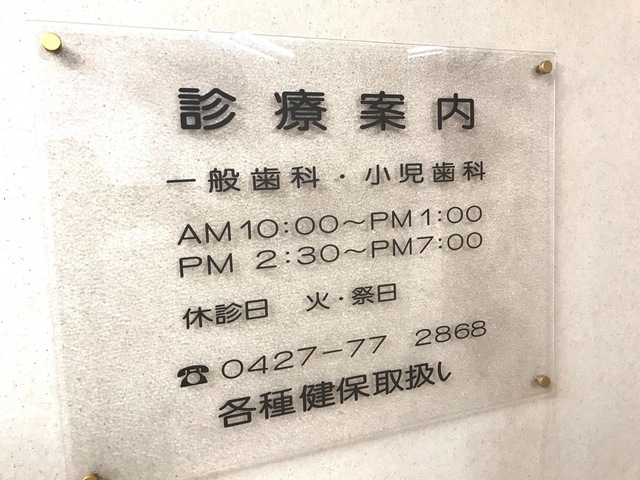 診療案内
一般歯科・小児歯科
AM10:00～PM1:00
PM 2:30～PM7:00
休診日 火・祭日
☎ 0427-77 2868
各種健保取扱い